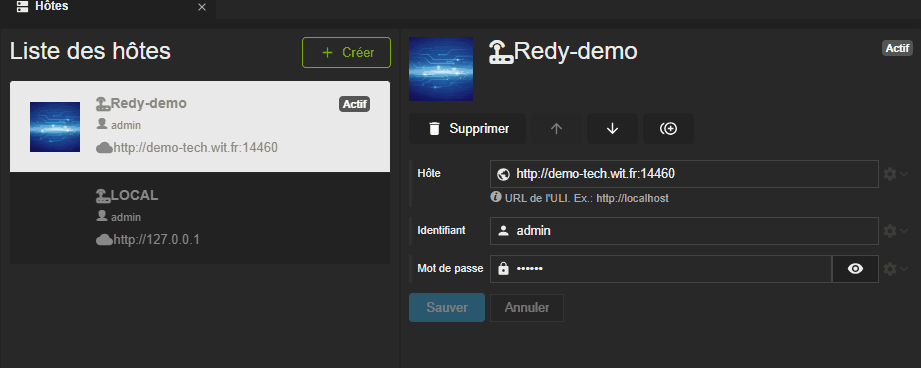 Hôtes
Liste des hôtes
Créer
Redy-demo
Actif
admin
http://demo-tech.wit.fr:14460
LOCAL
admin
http://127.0.0.1
Redy-demo
Actif
Supprimer
Hôte
http://demo-tech.wit.fr:14460
URL de l'ULI. Ex.: http://localhost
Identifiant
admin
Mot de passe
••••••
Sauver
Annuler